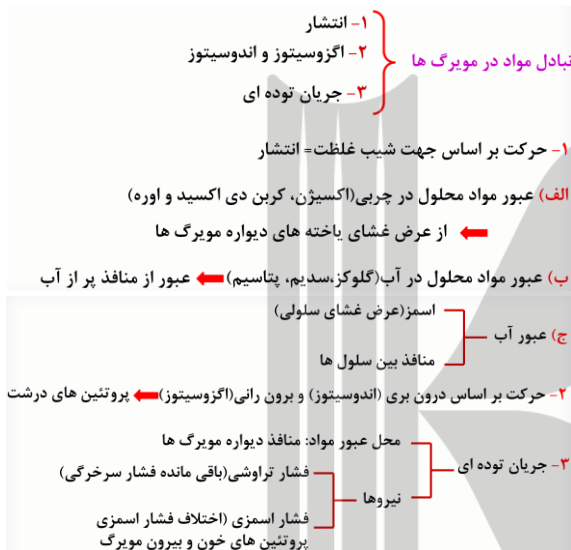 تبادل مواد در مویرگ ها
۱- انتشار
۲- اگزوسیتوز و اندوسیتوز
۳- جریان توده ای
۱- حرکت بر اساس جهت شیب غلظت= انتشار
الف) عبور مواد محلول در چربی(اکسیژن، کربن دی اکسید و اوره)
از عرض غشای یاخته های دیواره مویرگ ها
ب) عبور مواد محلول در آب(گلوکز،سدیم، پتاسیم) عبور از منافذ پر از آب
ج) عبور آب
اسمز(عرض غشای سلولی)
منافذ بین سلول ها
۲- حرکت بر اساس درون بری (اندوسیتوز) و برون رانی(اگزوسیتوز) پروتئین های درشت
۳- جریان توده ای
محل عبور مواد: منافذ دیواره مویرگ ها
نیروها
فشار تراوشی(باقی مانده فشار سرخرگی)
فشار اسمزی (اختلاف فشار اسمزی
پروتئین های خون و بیرون مویرگ